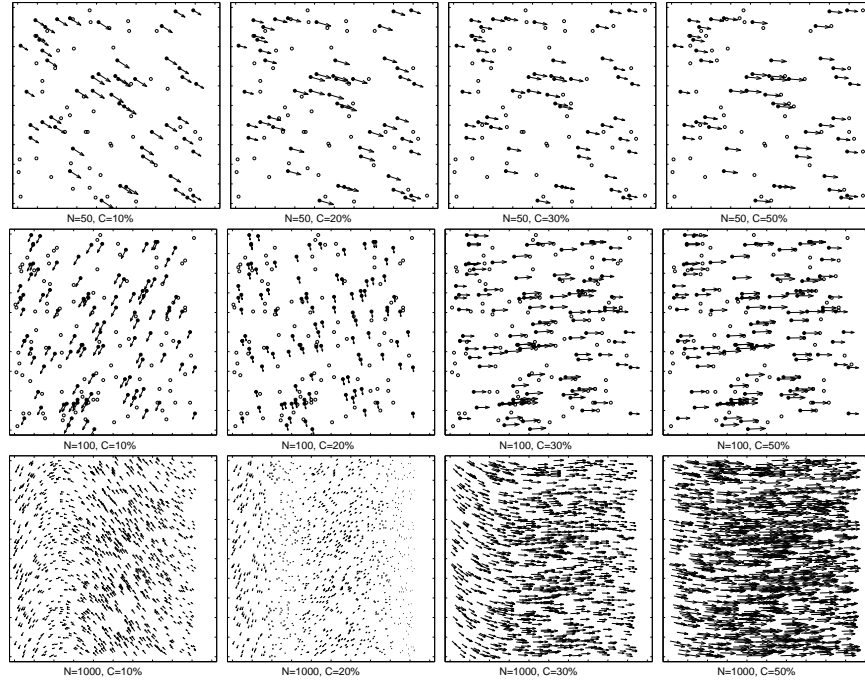 N=50, C=10%
N=50, C=20%
N=50, C=30%
N=50, C=50%
N=100, C=10%
N=100, C=20%
N=100, C=30%
N=100, C=50%
N=1000, C=10%
N=1000, C=20%
N=1000, C=30%
N=1000, C=50%